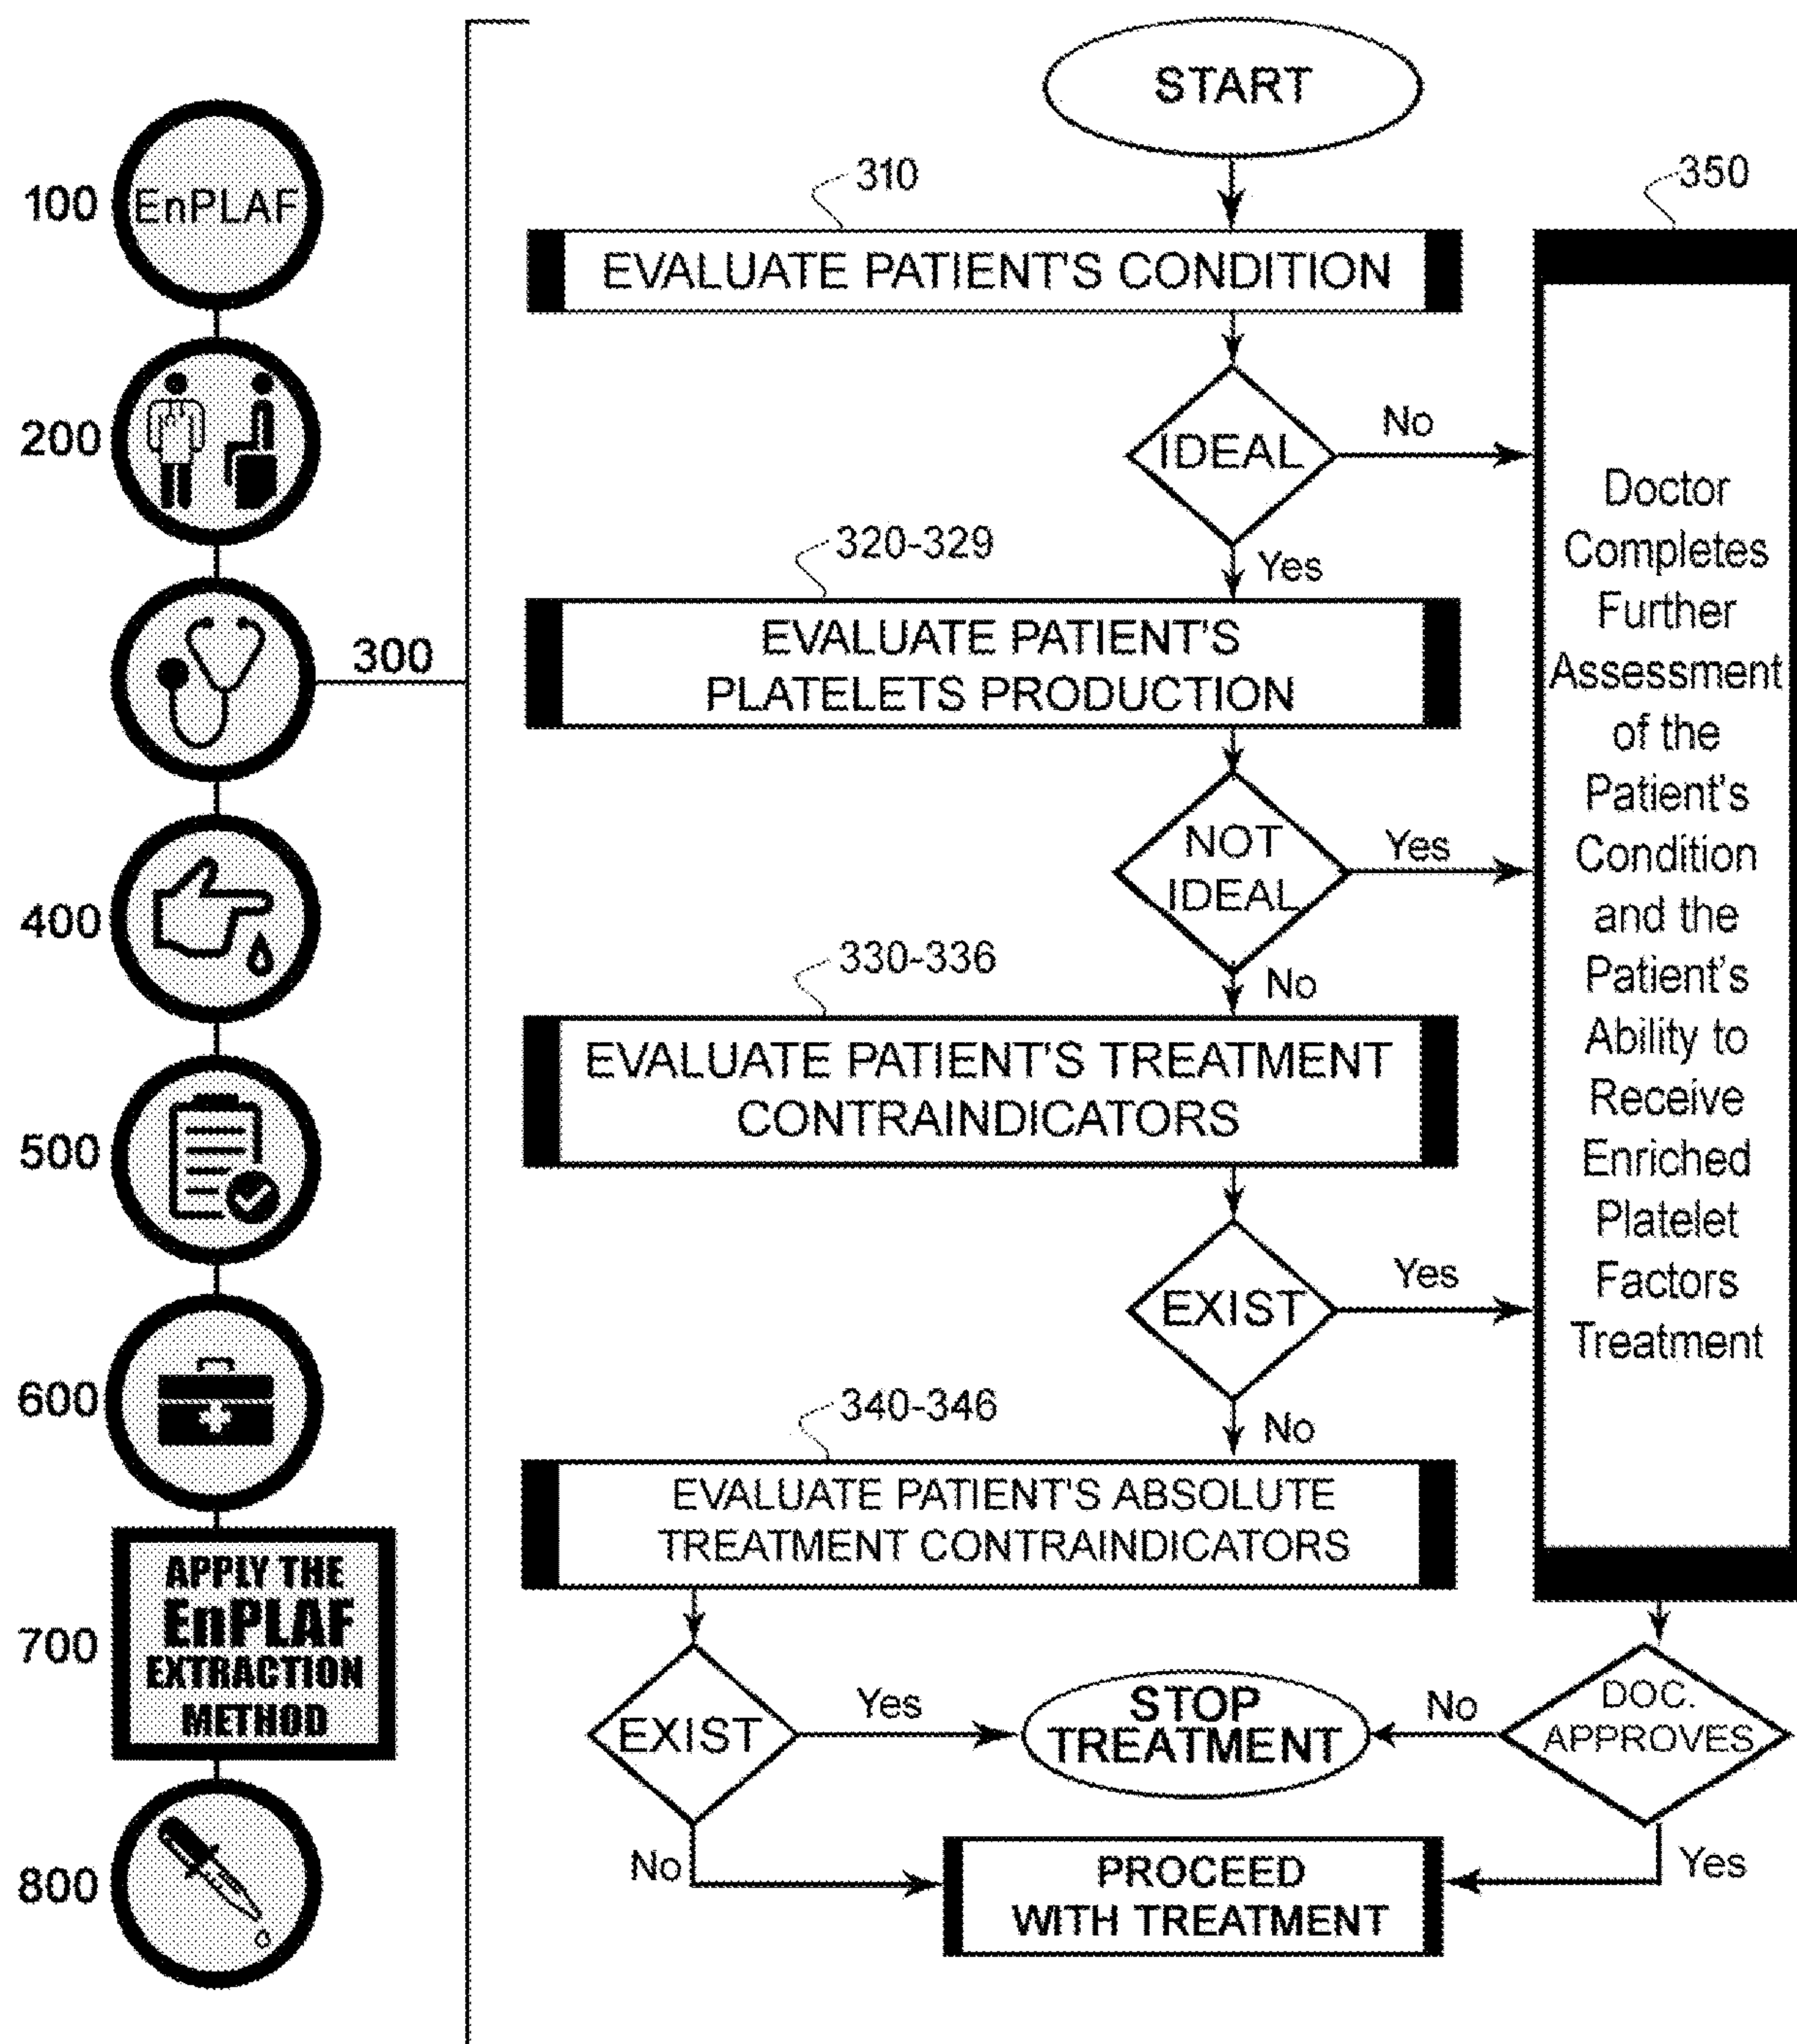 100
EnPLAF
200
300
400
500
600
700
APPLY THE
EnPLAF
EXTRACTION
METHOD
800
START
310
EVALUATE PATIENT'S CONDITION
IDEAL
No
Yes
320-329
EVALUATE PATIENT'S
PLATELETS PRODUCTION
NOT
IDEAL
Yes
No
330-336
EVALUATE PATIENT'S TREATMENT
CONTRAINDICATORS
EXIST
Yes
No
340-346
EVALUATE PATIENT'S ABSOLUTE
TREATMENT CONTRAINDICATORS
EXIST
Yes
No
STOP
TREATMENT
350
Doctor
Completes
Further
Assessment
of the
Patient's
Condition
and the
Patient's
Ability to
Receive
Enriched
Platelet
Factors
Treatment
DOC.
APPROVES
No
Yes
PROCEED
WITH TREATMENT